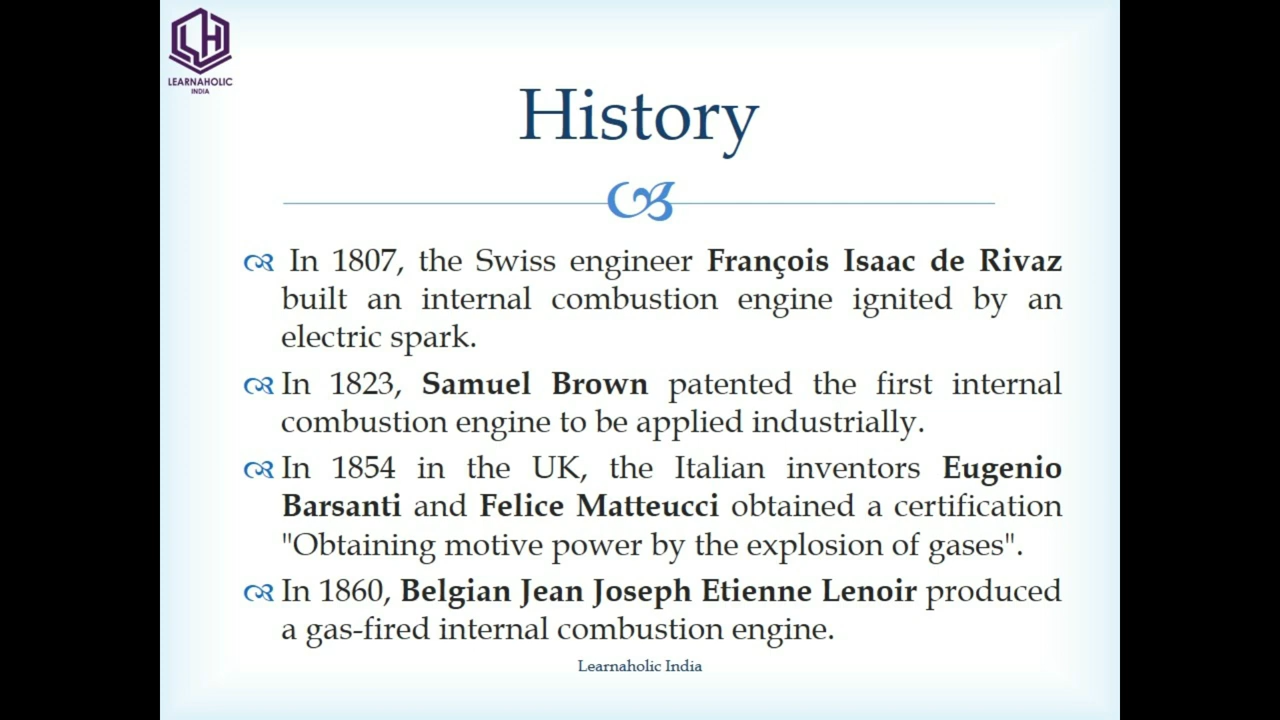 LH
LEARNAHOLIC
INDIA
History
In 1807, the Swiss engineer François Isaac de Rivaz
built an internal combustion engine ignited by an
electric spark.
In 1823, Samuel Brown patented the first internal
combustion engine to be applied industrially.
In 1854 in the UK, the Italian inventors Eugenio
Barsanti and Felice Matteucci obtained a certification
"Obtaining motive power by the explosion of gases".
In 1860, Belgian Jean Joseph Etienne Lenoir produced
a gas-fired internal combustion engine.
Learnaholic India